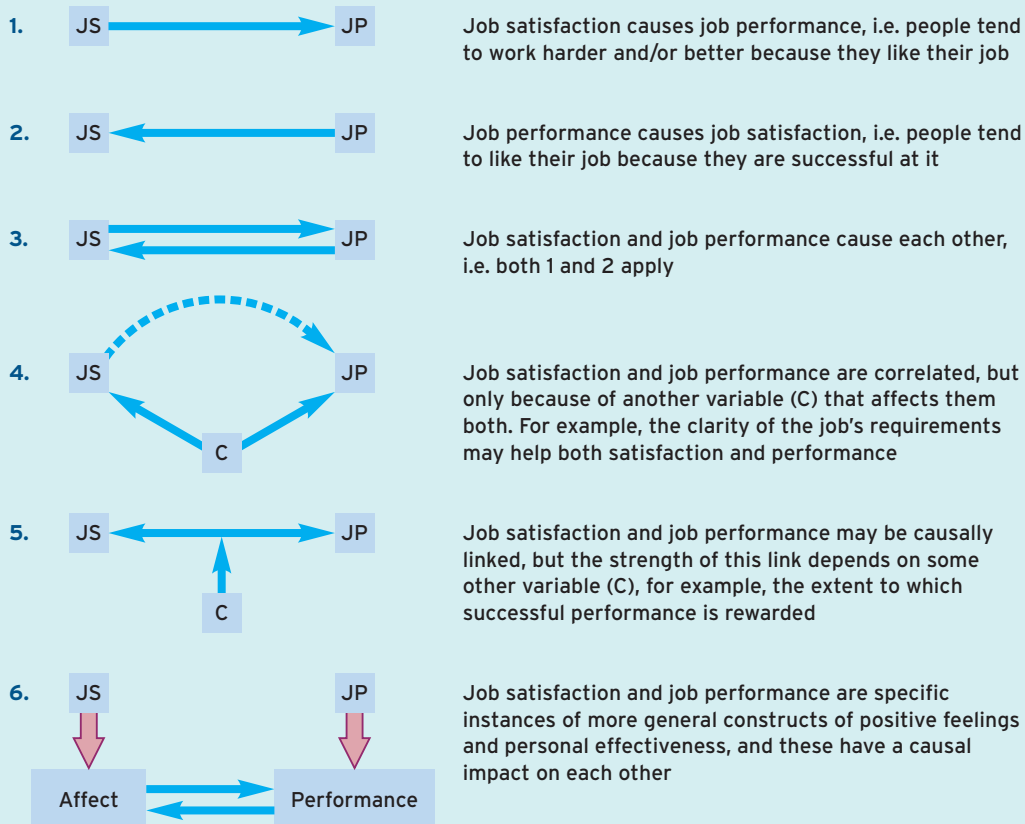 1.
JS
JP
Job satisfaction causes job performance, i.e. people tend
to work harder and/or better because they like their job
2.
JS
JP
Job performance causes job satisfaction, i.e. people tend
to like their job because they are successful at it
3.
JS
JP
Job satisfaction and job performance cause each other,
i.e. both 1 and 2 apply
4.
JS
JP
C
Job satisfaction and job performance are correlated, but
only because of another variable (C) that affects them
both. For example, the clarity of the job's requirements
may help both satisfaction and performance
5.
JS
JP
C
Job satisfaction and job performance may be causally
linked, but the strength of this link depends on some
other variable (C), for example, the extent to which
successful performance is rewarded
6.
JS
JP
Affect
Performance
Job satisfaction and job performance are specific
instances of more general constructs of positive feelings
and personal effectiveness, and these have a causal
impact on each other